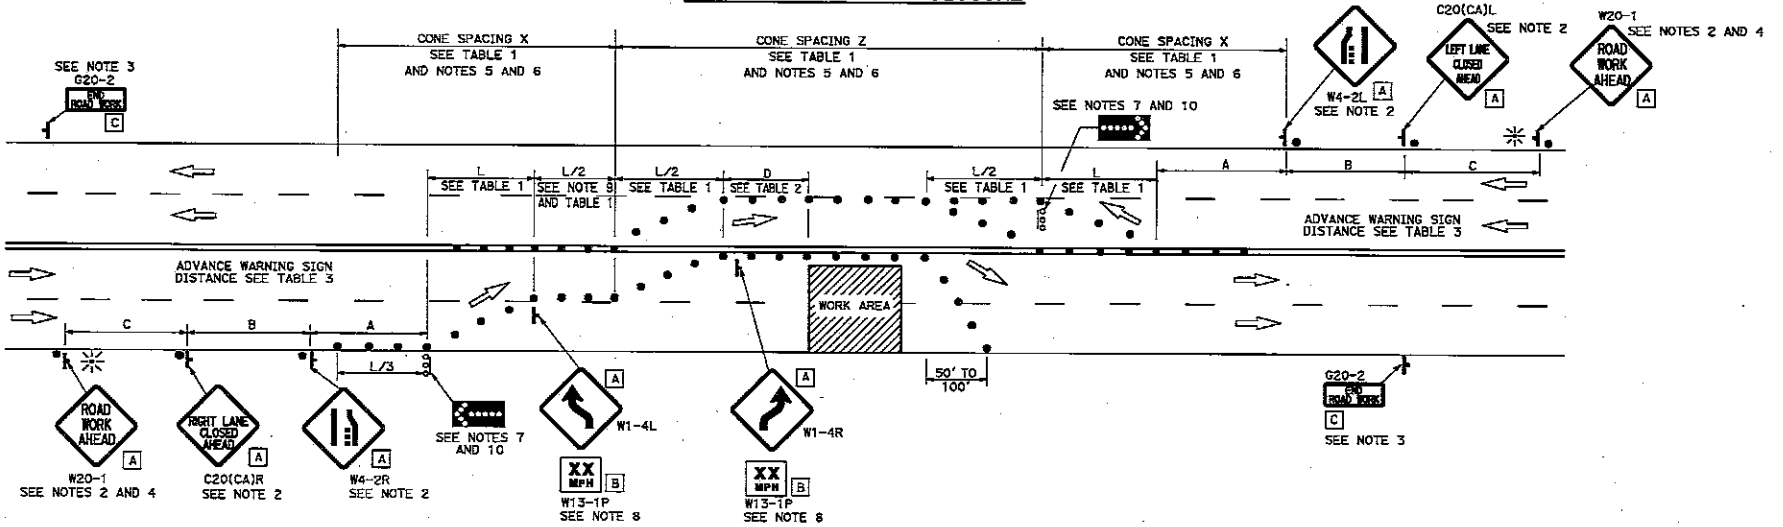 CONE SPACING X
SEE TABLE 1
AND NOTES 5 AND 6
CONE SPACING Z
SEE TABLE 1
AND NOTES 5 AND 6
CONE SPACING X
SEE TABLE 1
AND NOTES 5 AND 6
SEE NOTE 3
G20-2
END
ROAD WORK
C
SEE NOTES 7 AND 10
W4-2L A
SEE NOTE 2
C20(CA)L
SEE NOTE 2
LEFT LANE
CLOSED
AHEAD
A
W20-1
SEE NOTES 2 AND 4
ROAD
WORK
AHEAD
A
L
SEE TABLE 1
L/2
SEE NOTE 9
AND TABLE 1
L/2
SEE TABLE 1
D
SEE TABLE 2
L/2
SEE TABLE 1
L
SEE TABLE 1
A
B
C
ADVANCE WARNING SIGN
DISTANCE SEE TABLE 3
ADVANCE WARNING SIGN
DISTANCE SEE TABLE 3
WORK AREA
C
B
A
L/3
50' TO
100'
ROAD
WORK
AHEAD
A
W20-1
SEE NOTES 2 AND 4
RIGHT LANE
CLOSED
AHEAD
A
C20(CA)R
SEE NOTE 2
A
W4-2R
SEE NOTE 2
SEE NOTES 7
AND 10
A
W1-4L
XX
MPH
B
W13-1P
SEE NOTE 8
A
W1-4R
XX
MPH
B
W13-1P
SEE NOTE 8
G20-2
END
ROAD WORK
C
SEE NOTE 3